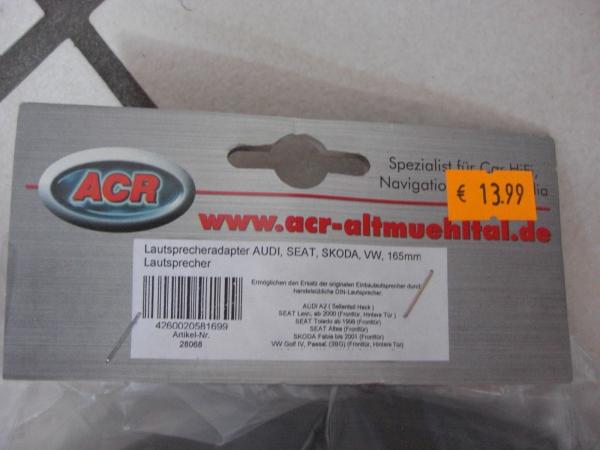 ACR
Spezialist für Car HiFi,
€ 13.99
www.acr-altmuehltal.de
Lautsprecheradapter AUDI, SEAT, SKODA, VW, 165mm
Lautsprecher
Ermöglichen den Ersatz der originalen Einbaulautsprecher durch
handelsübliche DIN-Lautsprecher.
4260020581699
Artikel-Nr.
28068
AUDI A2 ( Seitenteil Heck )
SEAT Leon, ab 2000 (Fronttür, Hintere Tür )
SEAT Toledo ab 1998 (Fronttür)
SEAT Altea (Fronttür)
SKODA Fabia bis 2001 (Fronttür)
VW Golf IV, Passat (3BG) (Fronttür, Hintere Tür)